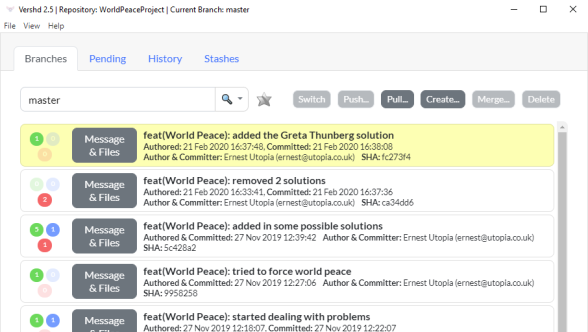 Vershd 2.5 | Repository: WorldPeaceProject | Current Branch: master
File View Help
Branches Pending History Stashes
master Switch Push... Pull... Create... Merge... Delete
1
Message & Files
feat(World Peace): added the Greta Thunberg solution
Authored: 21 Feb 2020 16:37:48, Committed: 21 Feb 2020 16:38:08
Author & Committer: Ernest Utopia (ernest@utopia.co.uk) SHA: fc273f4
2
Message & Files
feat(World Peace): removed 2 solutions
Authored: 21 Feb 2020 16:33:41, Committed: 21 Feb 2020 16:37:36
Author & Committer: Ernest Utopia (ernest@utopia.co.uk) SHA: ca34dd6
5 1
1
Message & Files
feat(World Peace): added in some possible solutions
Authored & Committed: 27 Nov 2019 12:39:42 Author & Committer: Ernest Utopia (ernest@utopia.co.uk)
SHA: 5c428a2
1
Message & Files
feat(World Peace): tried to force world peace
Authored & Committed: 27 Nov 2019 12:27:06 Author & Committer: Ernest Utopia (ernest@utopia.co.uk)
SHA: 9958258
1 1
Message
feat(World Peace): started dealing with problems
Authored: 27 Nov 2019 12:18:07, Committed: 27 Nov 2019 12:22:07